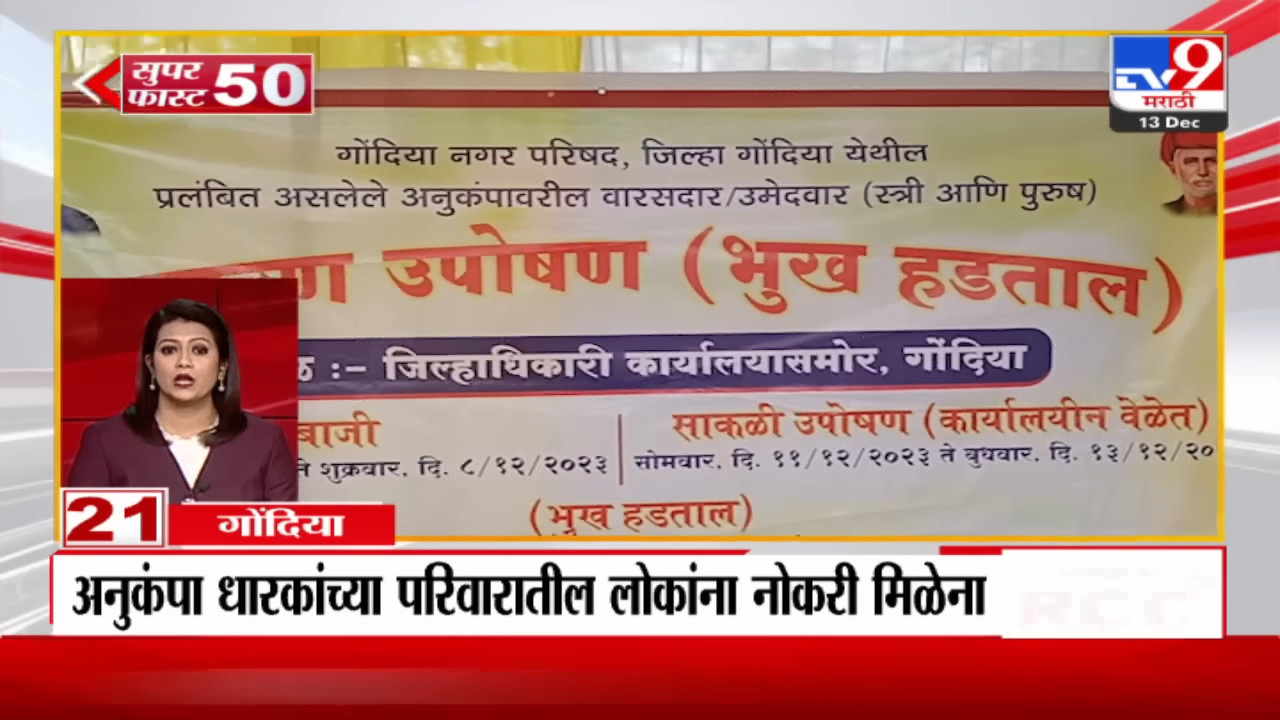 सुपर
फास्ट 50
TV9
मराठी
13 Dec
गोंदिया नगर परिषद, जिल्हा गोंदिया येथील
प्रलंबित असलेले अनुकंपावरील वारसदार/उमेदवार (स्त्री आणि पुरुष)
उपोषण (भुख हडताल)
:- जिल्हाधिकारी कार्यालयासमोर, गोंदिया
बाजी
साकळी उपोषण (कार्यालयीन वेळेत)
ते शुक्रवार, दि. ८/१२/२०२३
सोमवार, दि. ११/१२/२०२३ ते बुधवार, दि. १३/१२/२०
(भुख हडताल)
21 गोंदिया
अनुकंपा धारकांच्या परिवारातील लोकांना नोकरी मिळेना